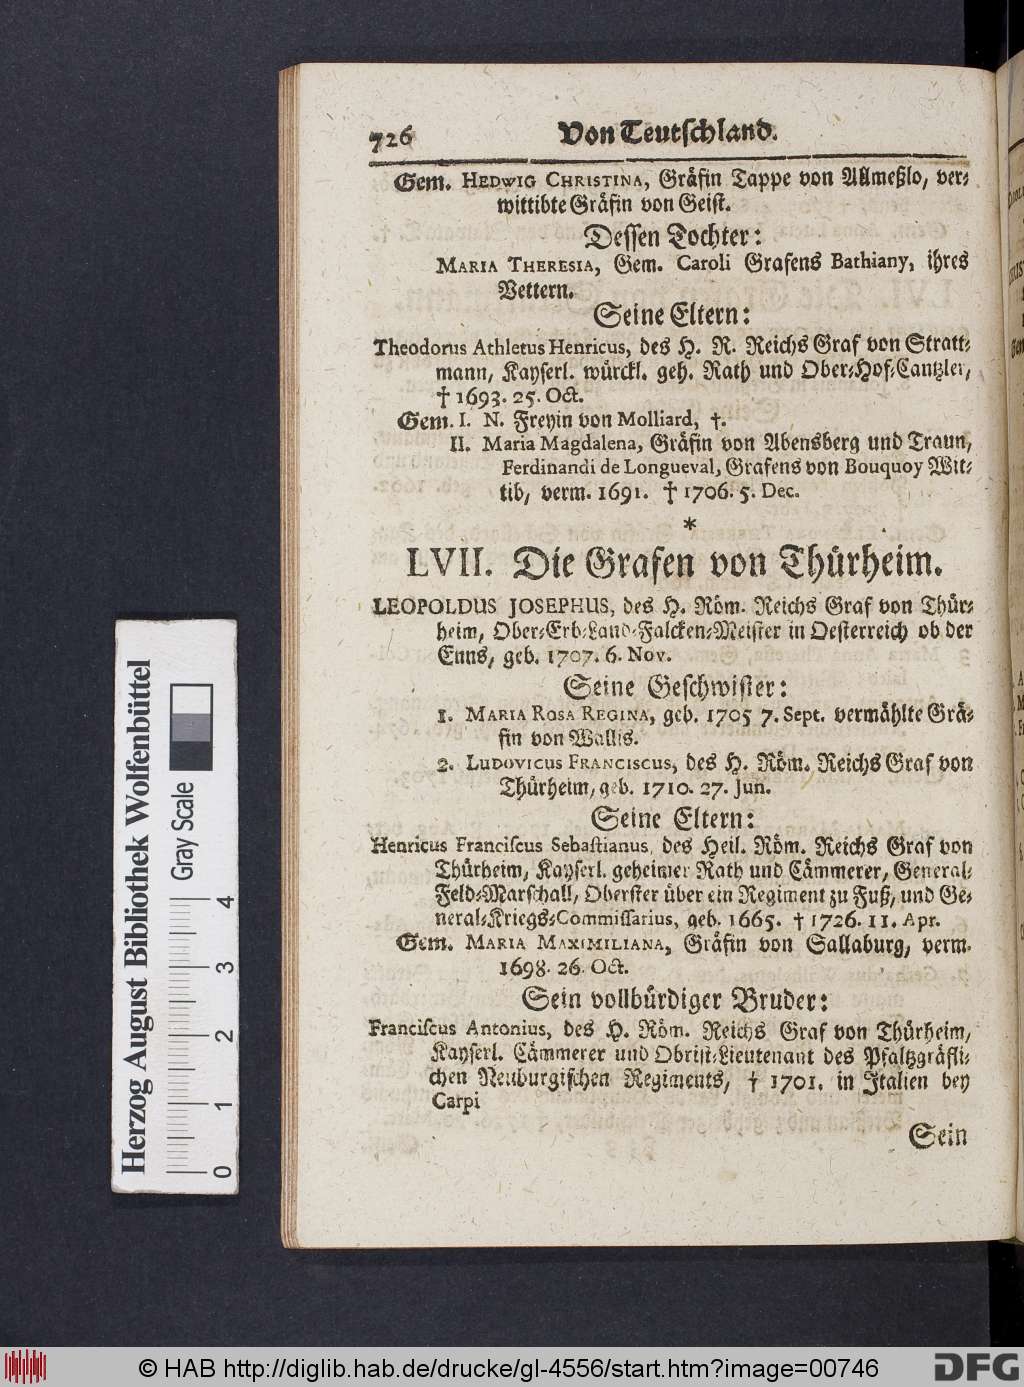 726 Von Teutschland.
Gem. HEDWIG CHRISTINA, Gräfin Tappe von Allmeßlo, ver-
wittibte Gräfin von Geist.
Dessen Tochter:
MARIA THERESIA, Gem. Caroli Grafens Bathiany, ihres
Vettern.
Seine Eltern:
Theodorus Athletus Henricus, des H. R. Reichs Graf von Stratt-
mann, Kayserl. würckl. geh. Rath und Ober-Hof-Cantzler,
† 1693. 25. Oct.
Gem. I. N. Freyin von Molliard, †.
II. Maria Magdalena, Gräfin von Abensberg und Traun,
Ferdinandi de Longueval, Grafens von Bouquoy Wit-
tib, verm. 1691. † 1706. 5. Dec.
*
LVII. Die Grafen von Thürheim.
LEOPOLDUS JOSEPHUS, des H. Röm. Reichs Graf von Thür-
heim, Ober-Erb-Land-Falcken-Meister in Oesterreich ob der
Enns, geb. 1707. 6. Nov.
Seine Geschwister:
1. MARIA ROSA REGINA, geb. 1705 7. Sept. vermählte Grä-
fin von Wallis.
2. LUDOVICUS FRANCISCUS, des H. Röm. Reichs Graf von
Thürheim, geb. 1710. 27. Jun.
Seine Eltern:
Henricus Franciscus Sebastianus, des Heil. Röm. Reichs Graf von
Thürheim, Kayserl. geheimer Rath und Cämmerer, General-
Feld-Marschall, Oberster über ein Regiment zu Fuß, und Ge-
neral-Kriegs-Commissarius, geb. 1665. † 1726. 11. Apr.
Gem. MARIA MAXIMILIANA, Gräfin von Sallaburg, verm.
1698. 26. Oct.
Sein vollbürdiger Bruder:
Franciscus Antonius, des H. Röm. Reichs Graf von Thürheim,
Kayserl. Cämmerer und Obrist-Lieutenant des Pfaltzgräfli-
chen Neuburgischen Regiments, † 1701. in Italien bey
Carpi
Sein
Herzog August Bibliothek Wolfenbüttel
Gray Scale
0 1 2 3 4
© HAB http://diglib.hab.de/drucke/gl-4556/start.htm?image=00746
DFG